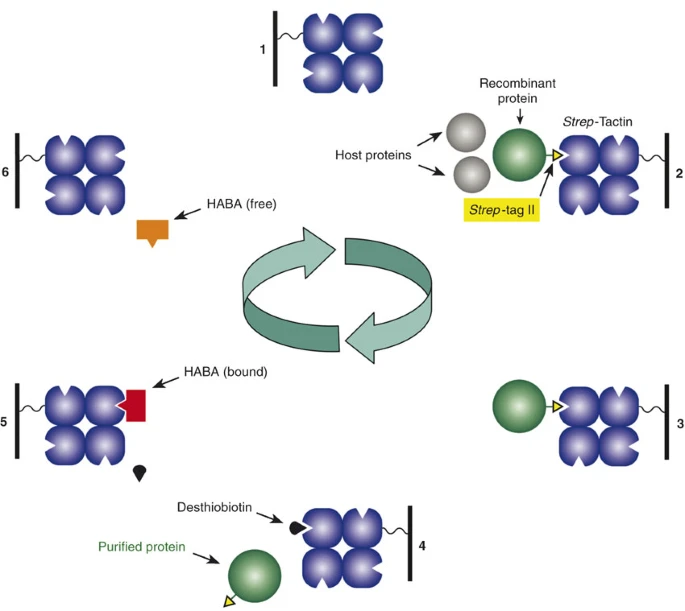 1
Recombinant
protein
Strep-Tactin
Host proteins
2
Strep-tag II
6
HABA (free)
HABA (bound)
5
3
Desthiobiotin
4
Purified protein